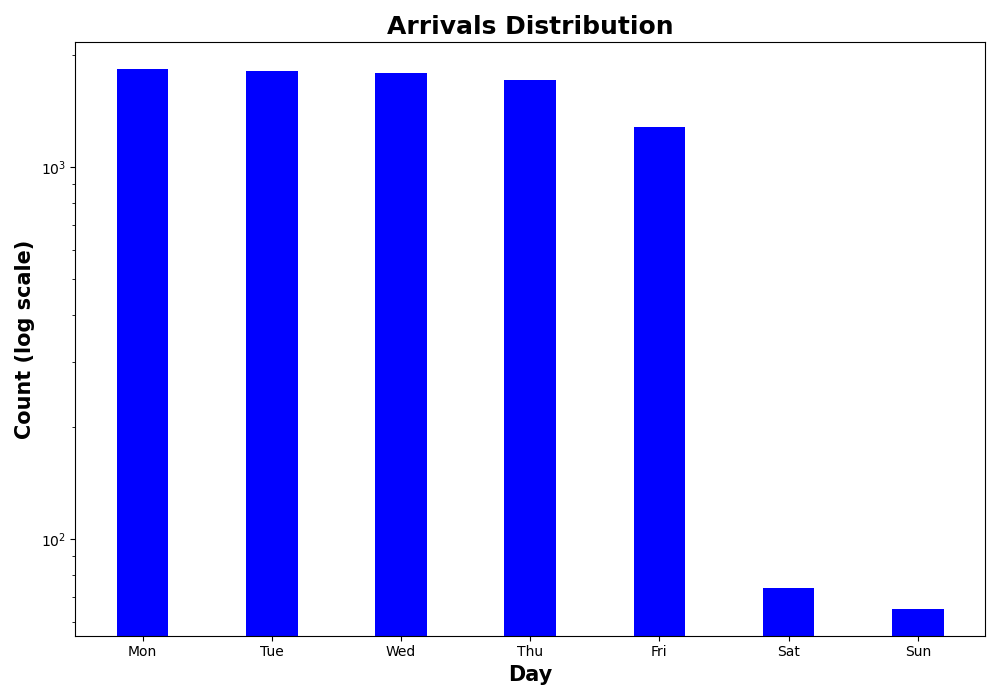 Arrivals Distribution
Count (log scale)
10³
10²
Mon Tue Wed Thu Fri Sat Sun
Day